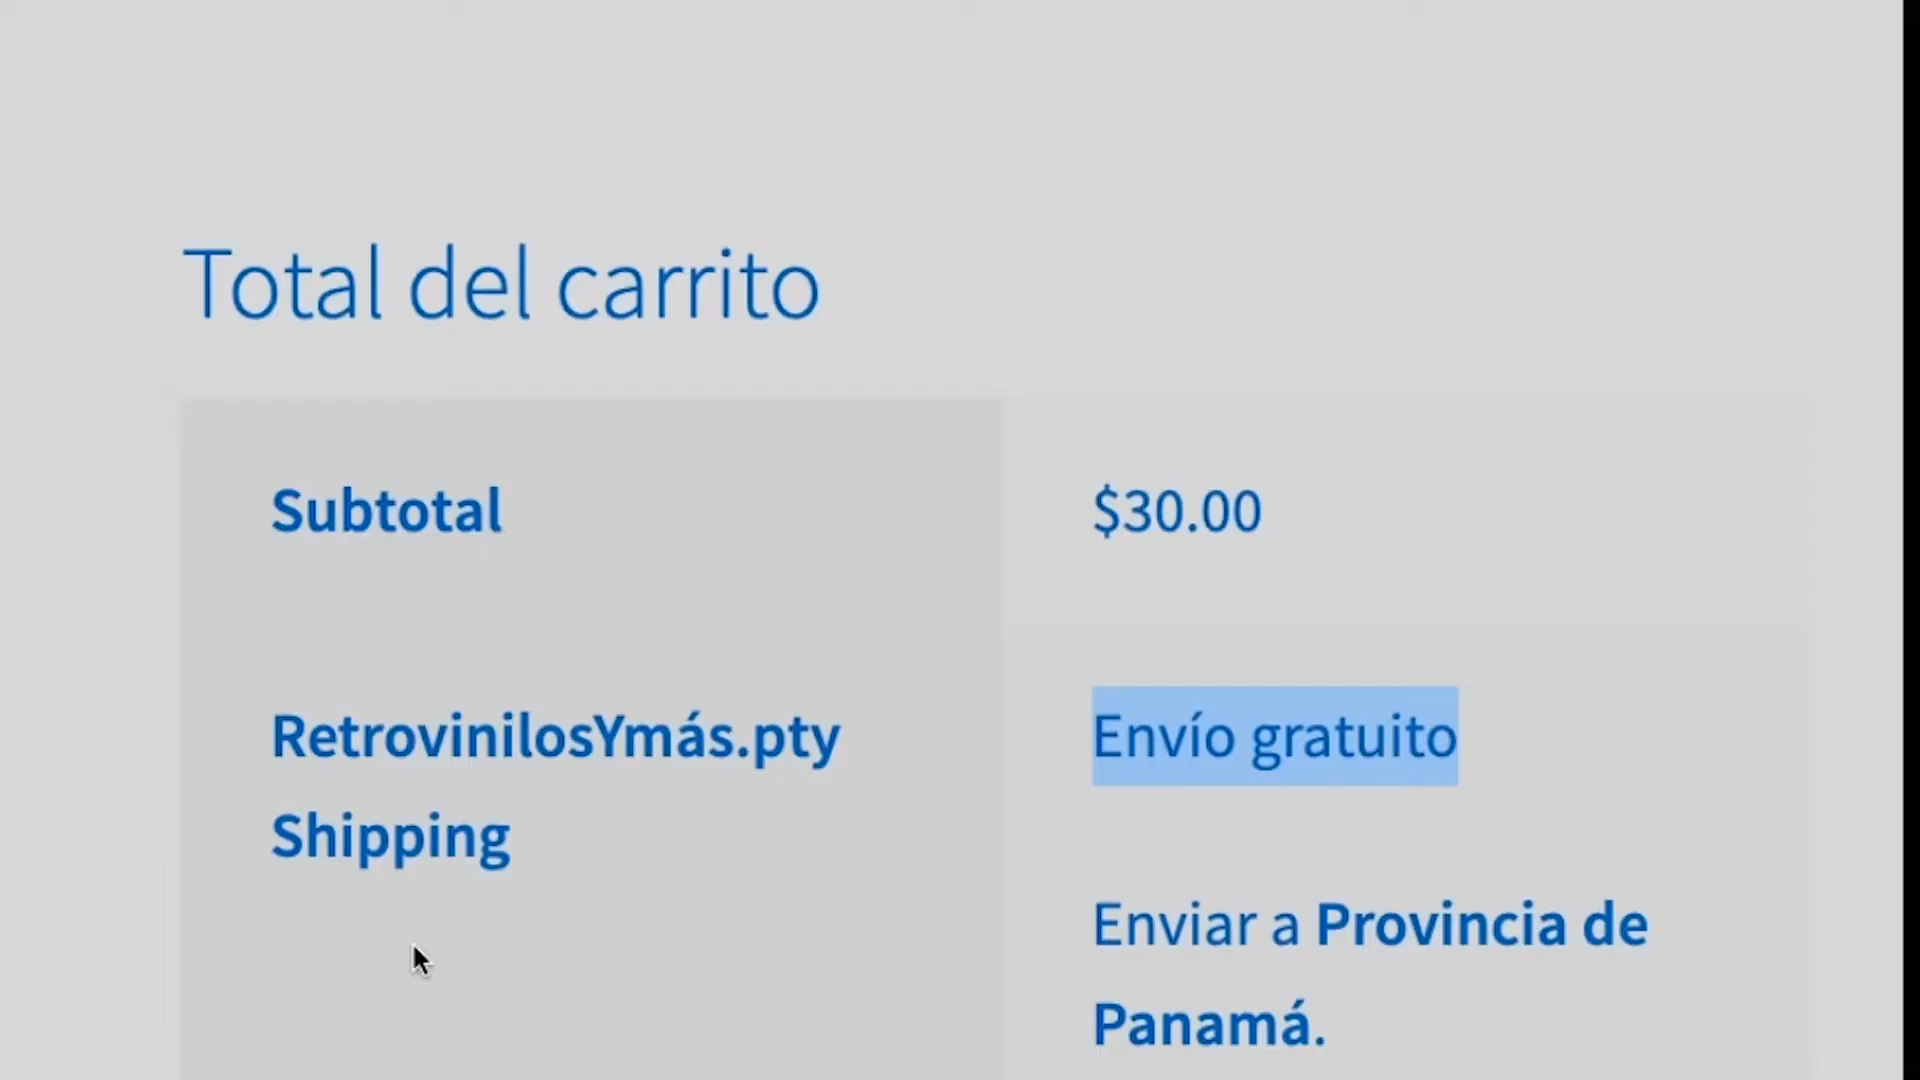 Total del carrito
Subtotal
$30.00
RetrovinilosYmás.pty
Shipping
Envío gratuito
Enviar a Provincia de
Panamá.